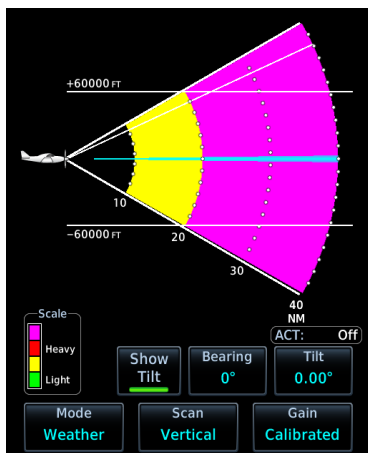 +60000 FT
-60000 FT
10
20
30
40
NM
Scale
Heavy
Light
ACT: Off
Show
Tilt
Bearing
0°
Tilt
0.00°
Mode
Weather
Scan
Vertical
Gain
Calibrated